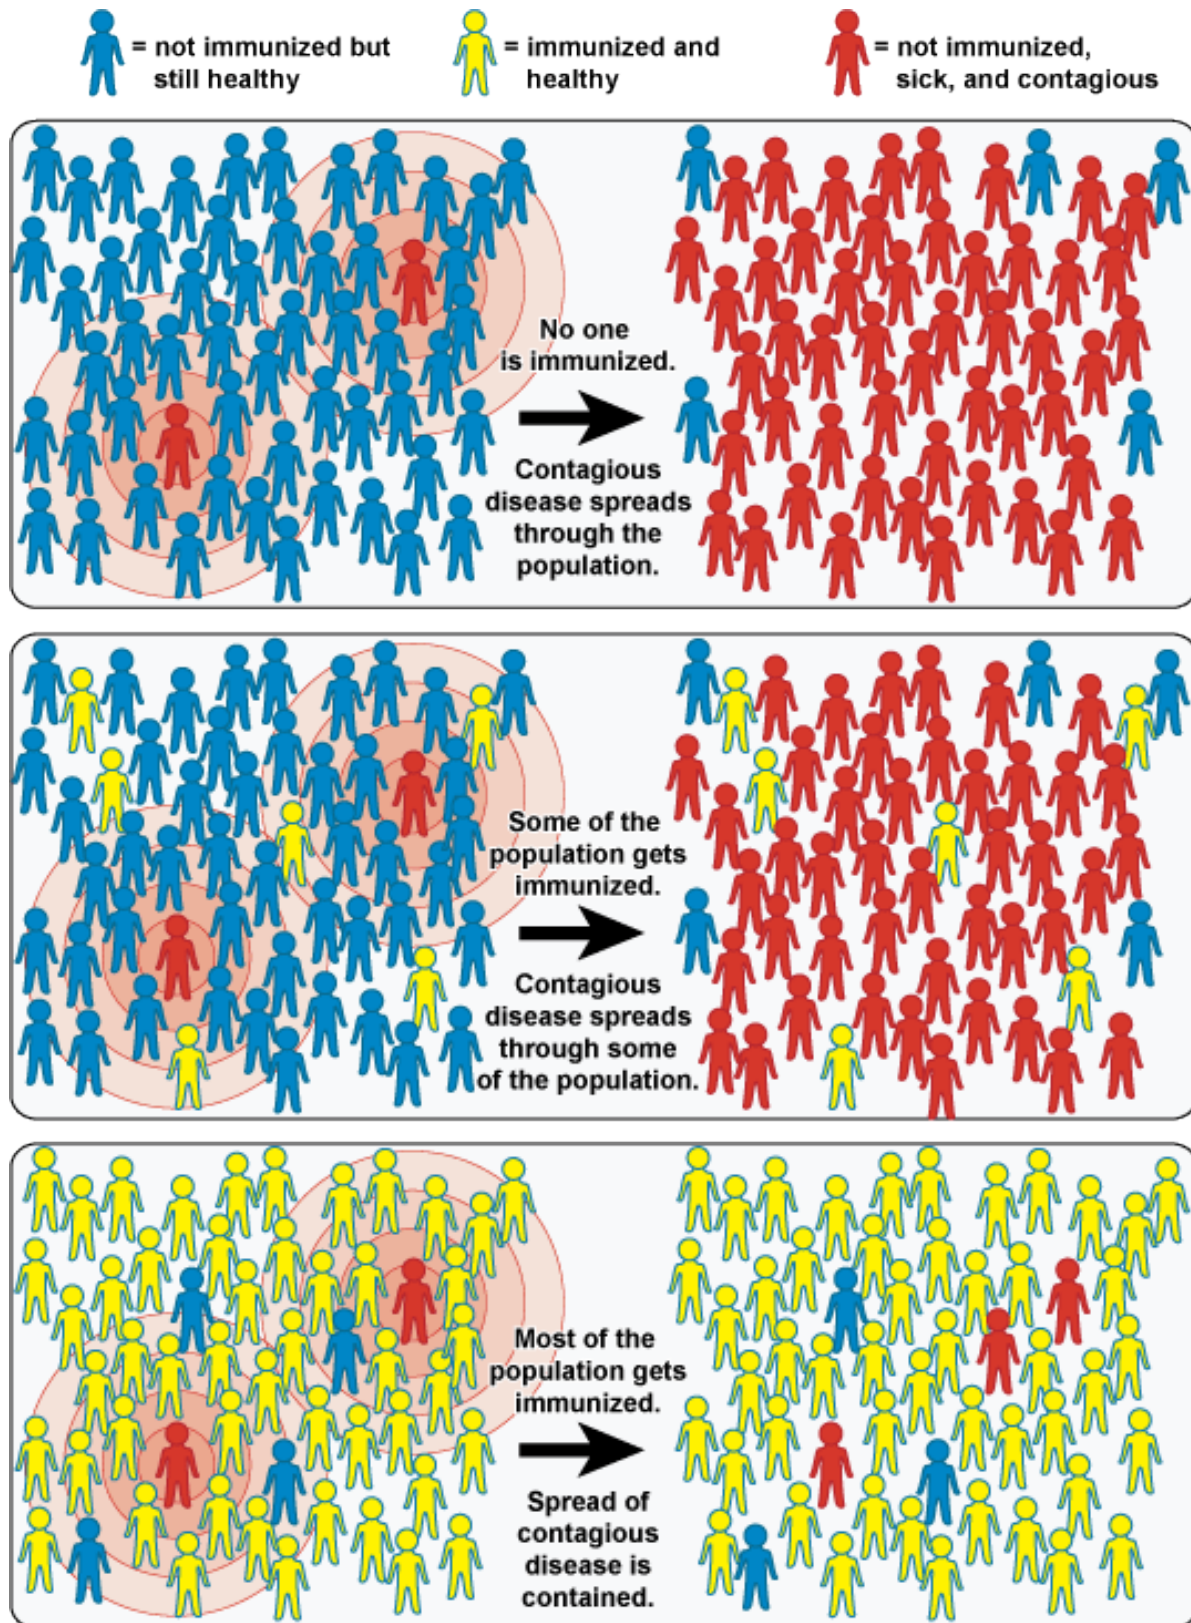 = not immunized but
still healthy
= immunized and
healthy
= not immunized,
sick, and contagious
No one
is immunized.
Contagious
disease spreads
through the
population.
Some of the
population gets
immunized.
Contagious
disease spreads
through some
of the population.
Most of the
population gets
immunized.
Spread of
contagious
disease is
contained.